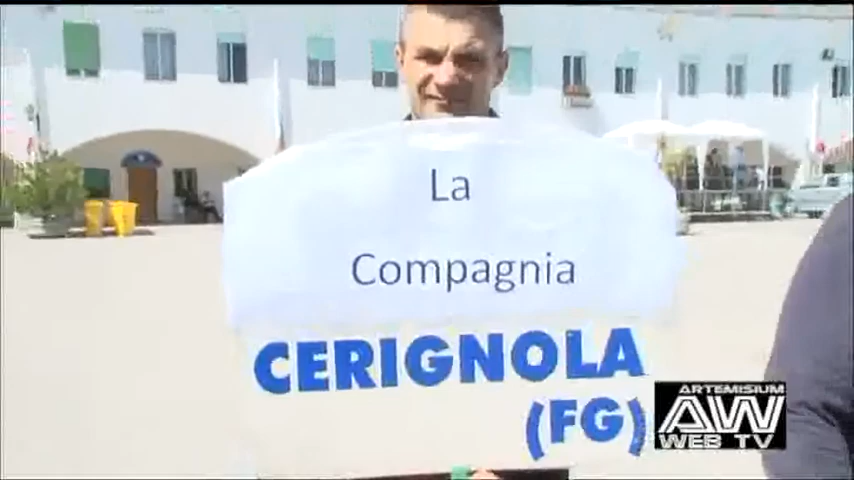 La
Compagnia
CERIGNOLA
(FG)
ARTEMISIUM
AW
WEB TV